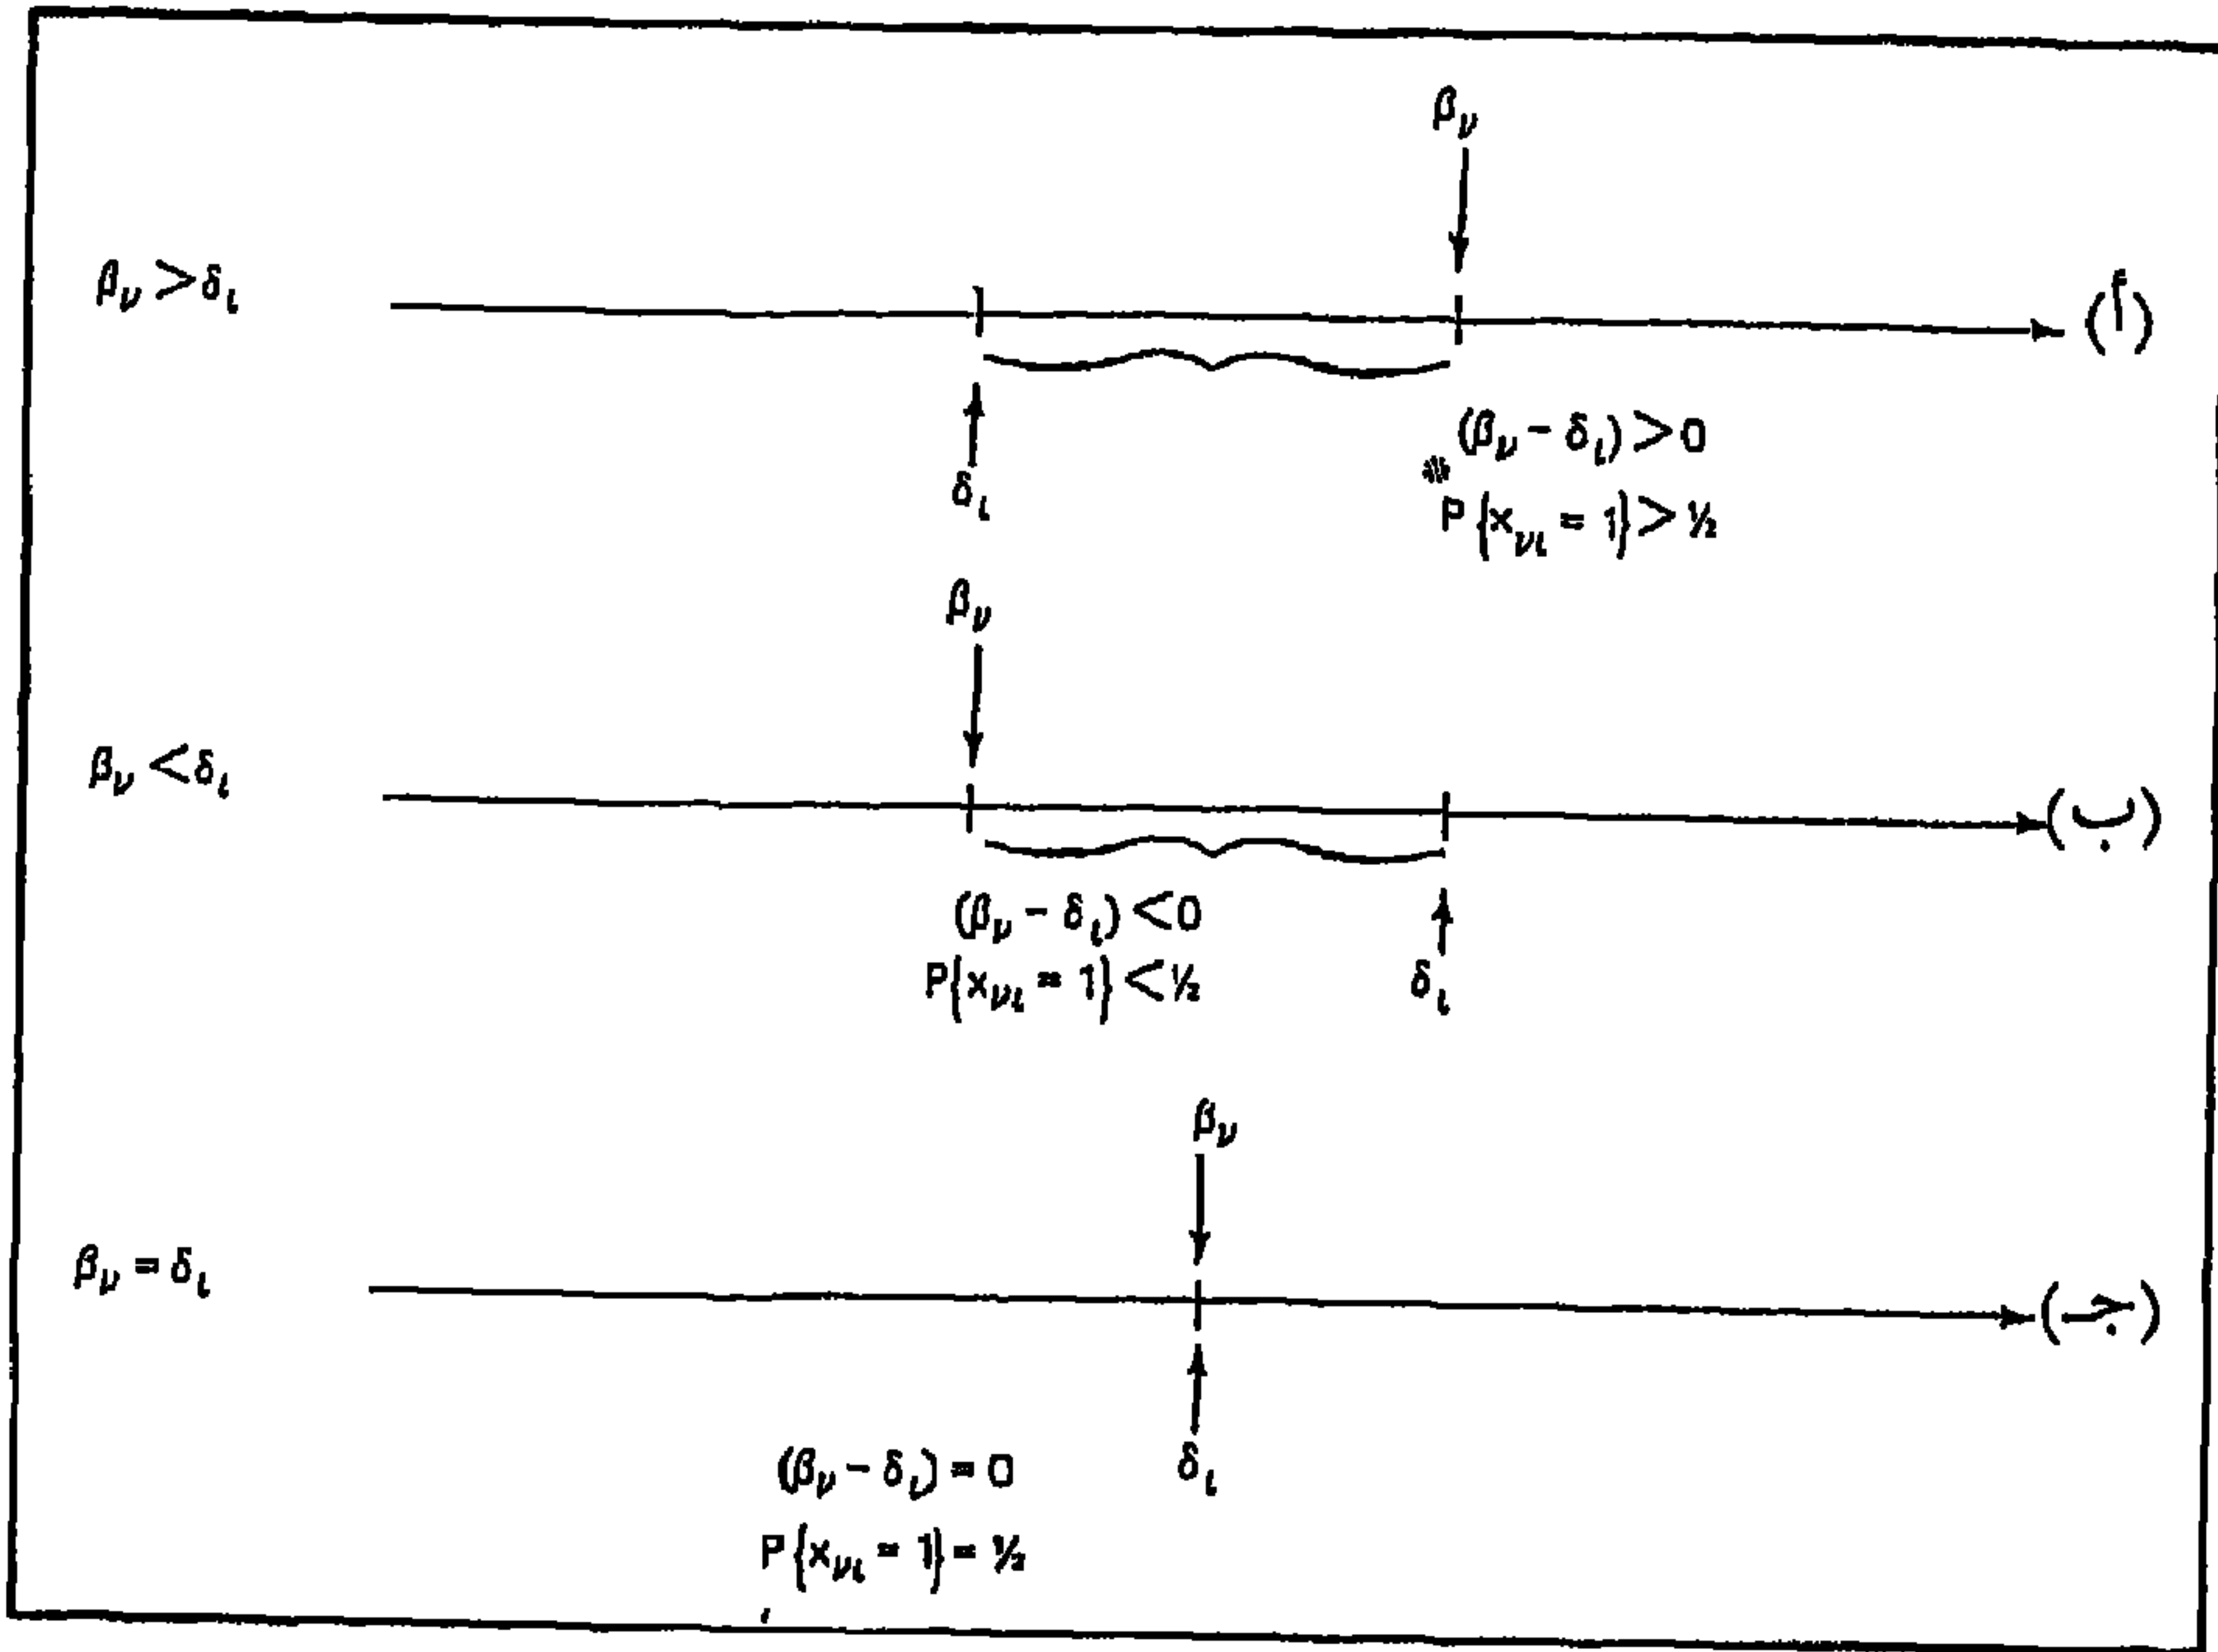 βν
βν > δι (أ)
δι
(βν - δι) > 0
*
P{xνι = 1} > ½
βν
βν < δι (ب)
(βν - δι) < 0
P{xνι = 1} < ½
δι
βν
βν = δι (جـ)
δι
(βν - δι) = 0
P{xνι = 1} = ½